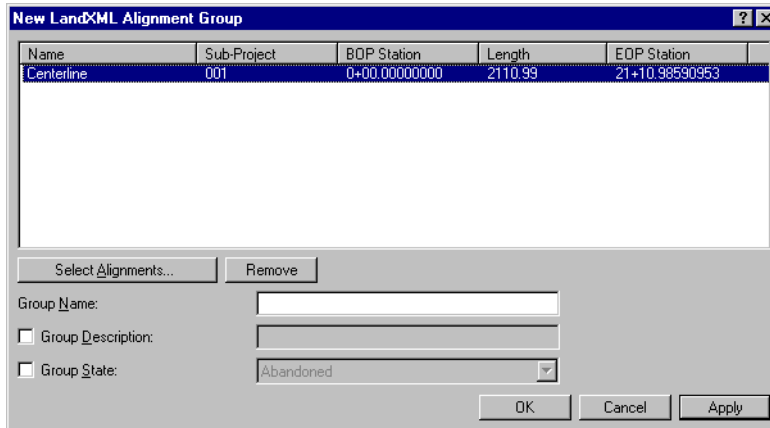 New LandXML Alignment Group
Name Sub-Project BOP Station Length EOP Station
Centerline 001 0+00.00000000 2110.99 21+10.98590953
Select Alignments... Remove
Group Name:
Group Description:
Group State: Abandoned
OK Cancel Apply